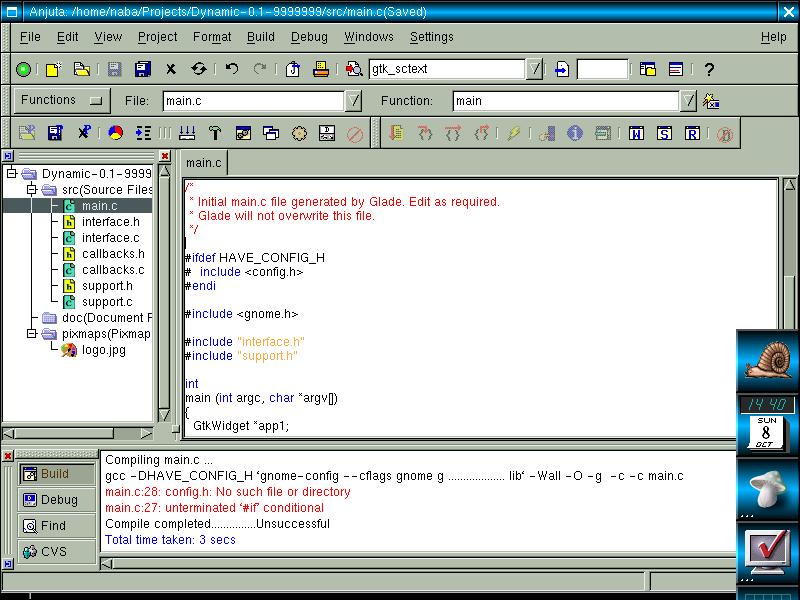 Anjuta: /home/naba/Projects/Dynamic-0.1-9999999/src/main.c(Saved)
File Edit View Project Format Build Debug Windows Settings Help
gtk_sctext
?
Functions File: main.c Function: main
W S R
main.c
Dynamic-0.1-9999
src(Source Files
main.c
interface.h
interface.c
callbacks.h
callbacks.c
support.h
support.c
doc(Document F
pixmaps(Pixmap
logo.jpg
/*
* Initial main.c file generated by Glade. Edit as required.
* Glade will not overwrite this file.
*/
#ifdef HAVE_CONFIG_H
# include <config.h>
#endi
#include <gnome.h>
#include "interface.h"
#include "support.h"
int
main (int argc, char *argv[])
{
GtkWidget *app1;
14 40
SUN
8
OCT
Build
Debug
Find
CVS
Compiling main.c ...
gcc -DHAVE_CONFIG_H ‘gnome-config --cflags gnome g .................. lib‘ -Wall -O -g -c -c main.c
main.c:28: config.h: No such file or directory
main.c:27: unterminated ‘#if’ conditional
Compile completed..............Unsuccessful
Total time taken: 3 secs